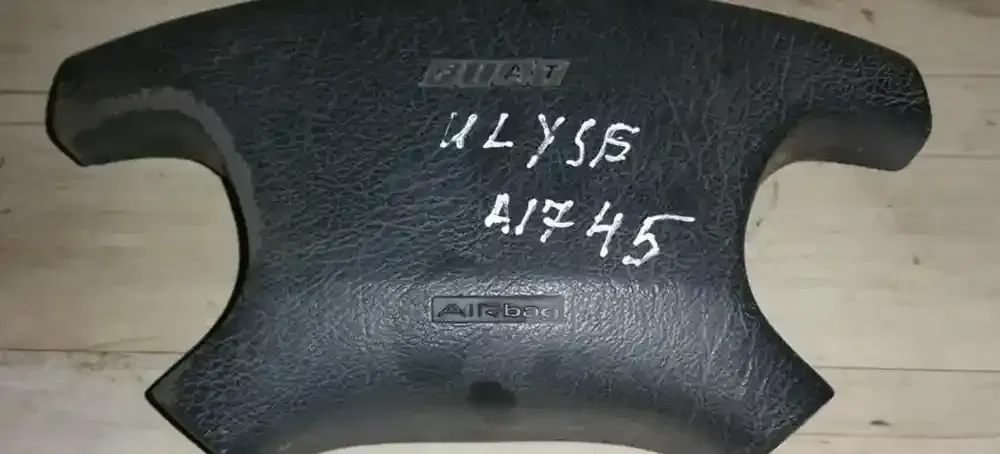 FIAT
ULYSE
A1745
AIRbag